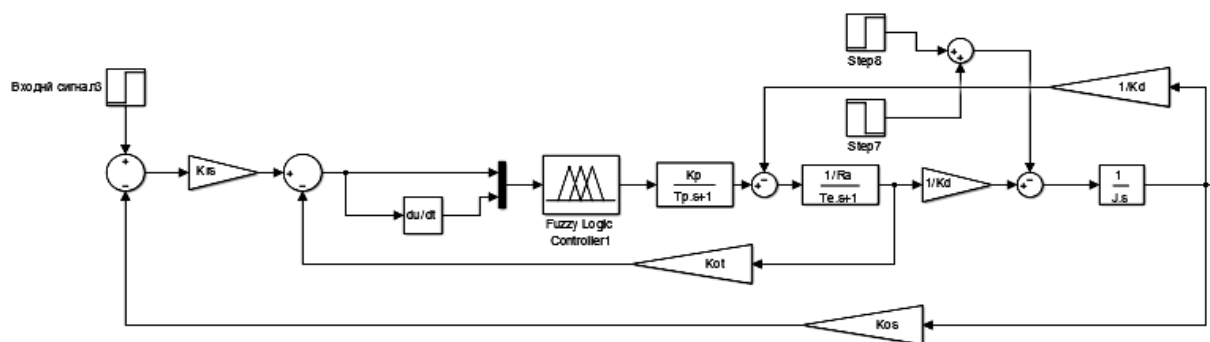 Step8
1/Kd
Входнй сигнал3
Step7
+
−
Krs
+
−
du/dt
Fuzzy Logic
Controller1
Kp
Tp.s+1
+
−
1/Ra
Te.s+1
1/Kd
+
−
1
J.s
+
+
Kot
Kos